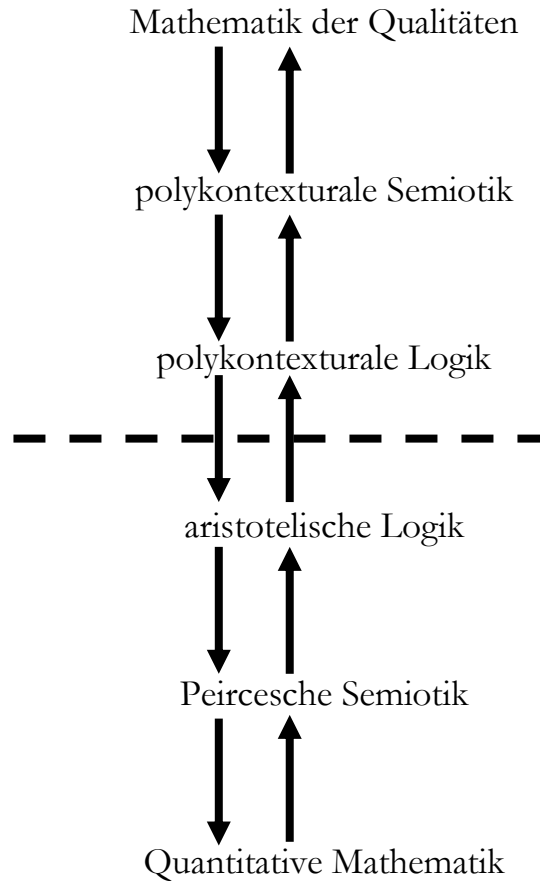 Mathematik der Qualitäten
polykontexturale Semiotik
polykontexturale Logik
aristotelische Logik
Peircesche Semiotik
Quantitative Mathematik